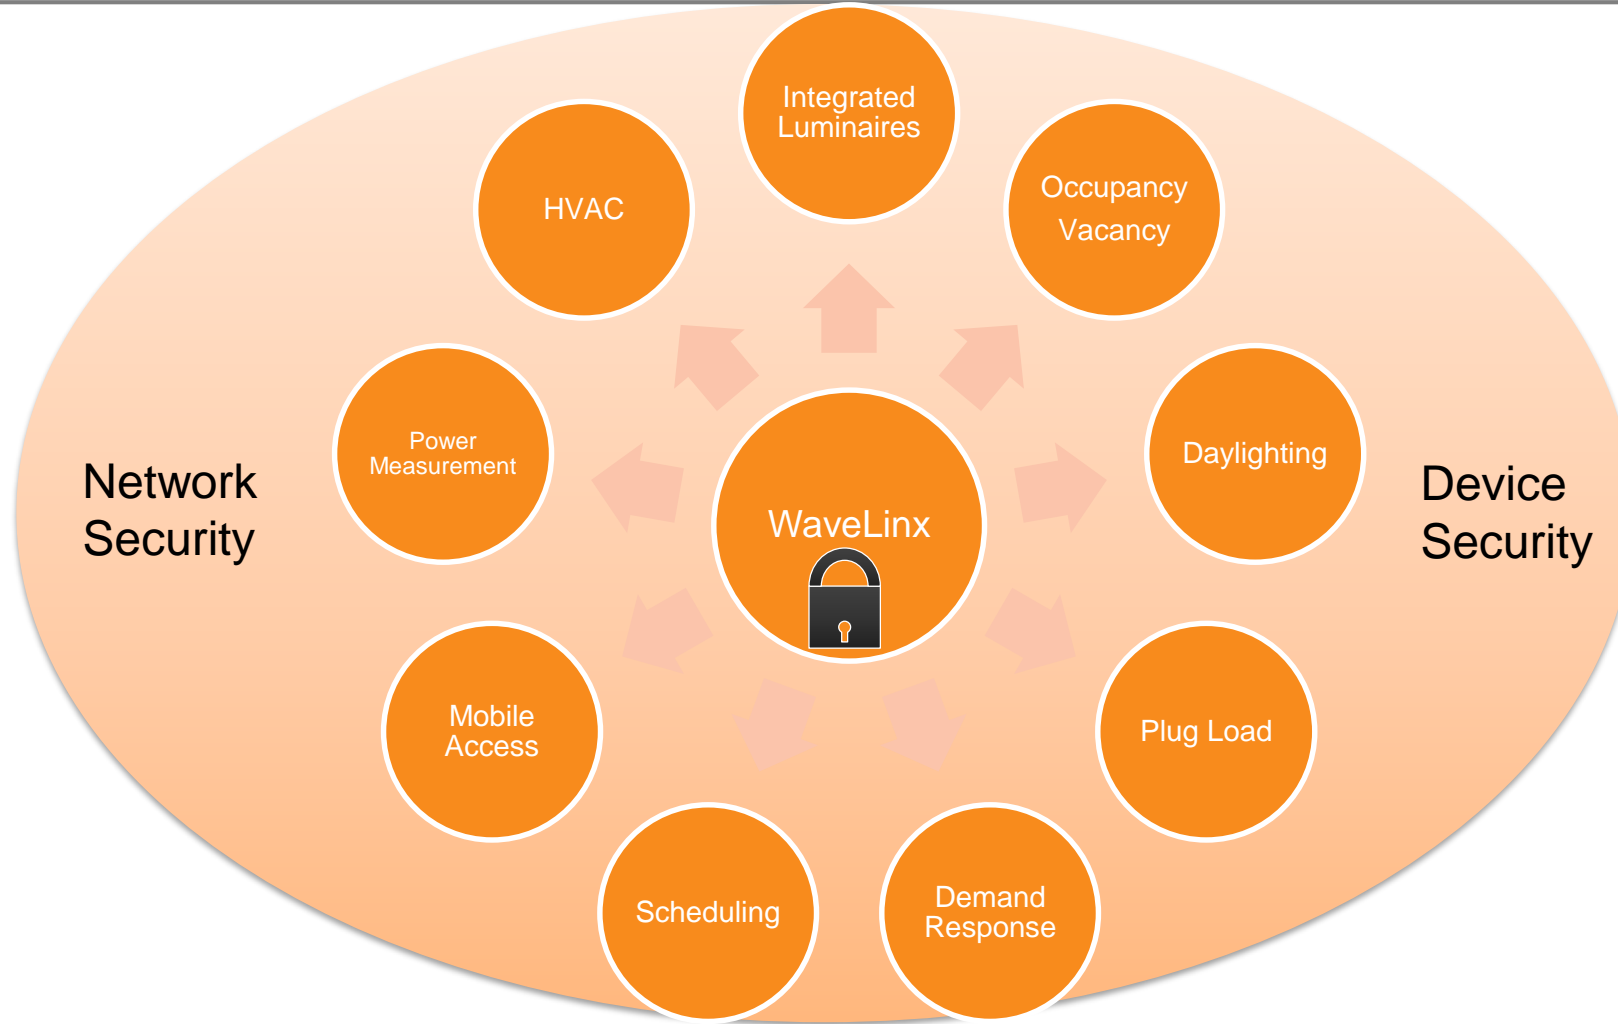 Integrated
Luminaires
HVAC
Occupancy
Vacancy
Power
Measurement
Daylighting
Network
Security
WaveLinx
Device
Security
Mobile
Access
Plug Load
Scheduling
Demand
Response